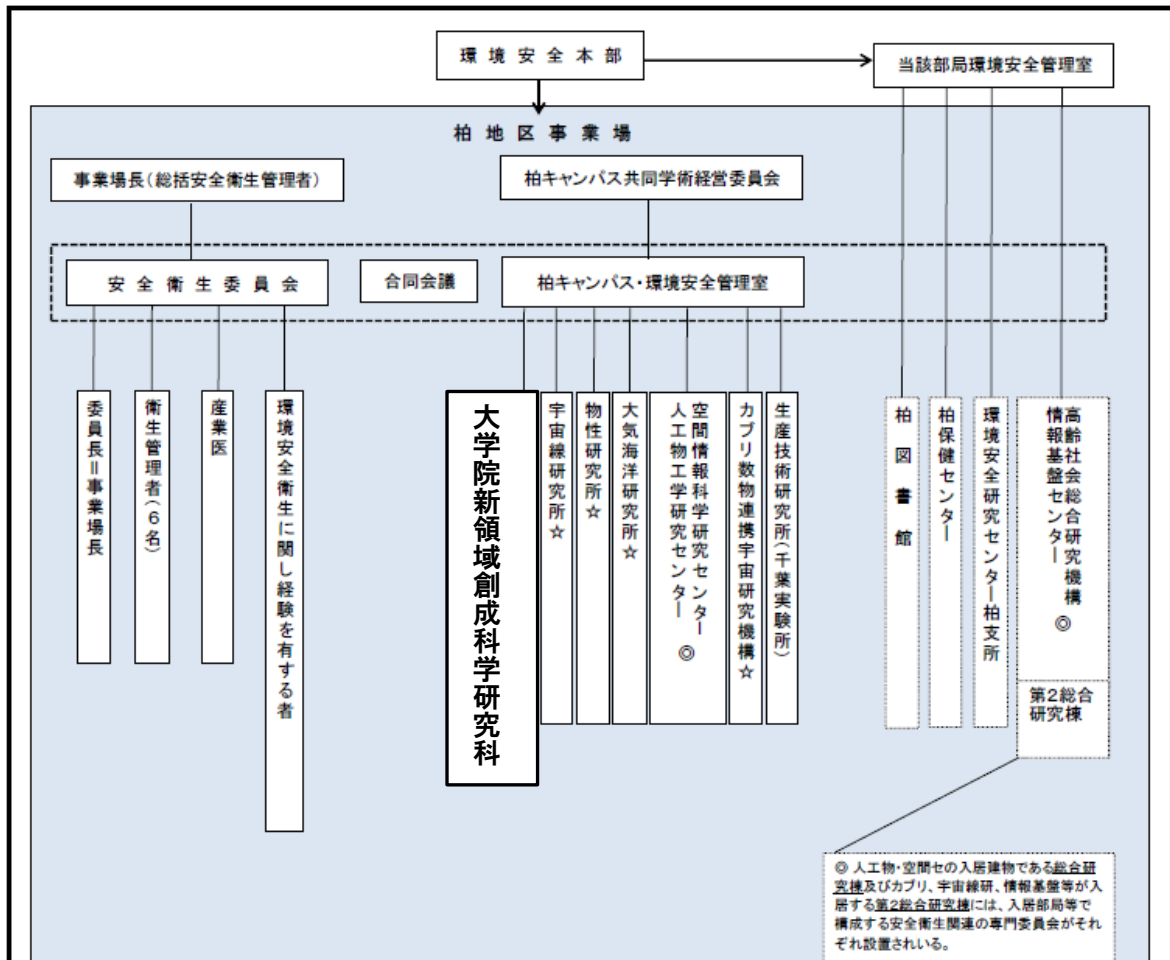 環境安全本部
当該部局環境安全管理室
柏地区事業場
事業場長(総括安全衛生管理者)
柏キャンパス共同学術経営委員会
安全衛生委員会
合同会議
柏キャンパス・環境安全管理室
委員長=事業場長
衛生管理者(6名)
産業医
環境安全衛生に関し経験を有する者
大学院新領域創成科学研究科
宇宙線研究所☆
物性研究所☆
大気海洋研究所☆
空間情報科学研究センター
人工物工学研究センター ◎
カブリ数物連携宇宙研究機構☆
生産技術研究所(千葉実験所)
柏図書館
柏保健センター
環境安全研究センター柏支所
高齢社会総合研究機構 ◎
情報基盤センター
第2総合
研究棟
◎ 人工物・空間セの入居建物である総合研
究棟及びカブリ、宇宙線研、情報基盤等が入
居する第2総合研究棟には、入居部局等で
構成する安全衛生関連の専門委員会がそれ
ぞれ設置されいる。